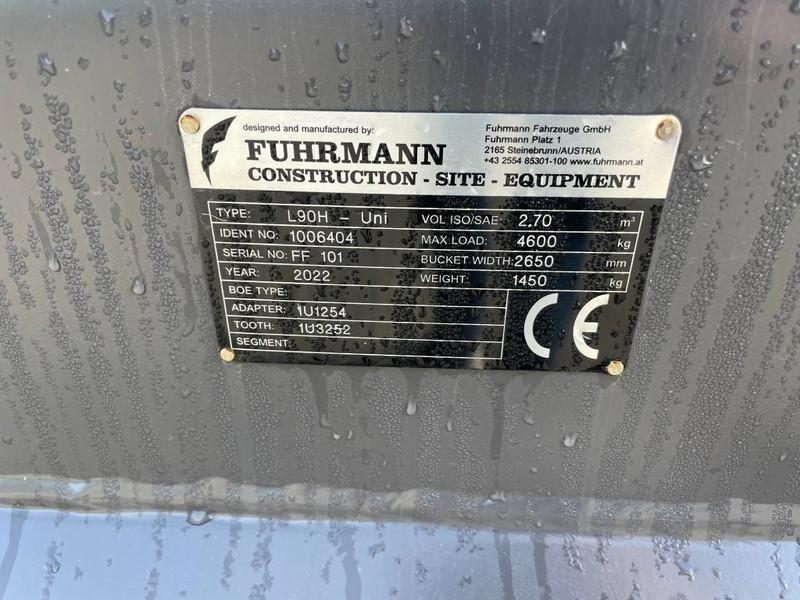 designed and manufactured by:
FUHRMANN
CONSTRUCTION - SITE - EQUIPMENT
Fuhrmann Fahrzeuge GmbH
Fuhrmann Platz 1
2165 Steinebrunn/AUSTRIA
+43 2554 85301-100 www.fuhrmann.at
TYPE: L90H - Uni
IDENT NO: 1006404
SERIAL NO: FF 101
YEAR: 2022
BOE TYPE:
ADAPTER: 1U1254
TOOTH: 1U3252
SEGMENT:
VOL ISO/SAE: 2.70 m³
MAX LOAD: 4600 kg
BUCKET WIDTH: 2650 mm
WEIGHT: 1450 kg
CE